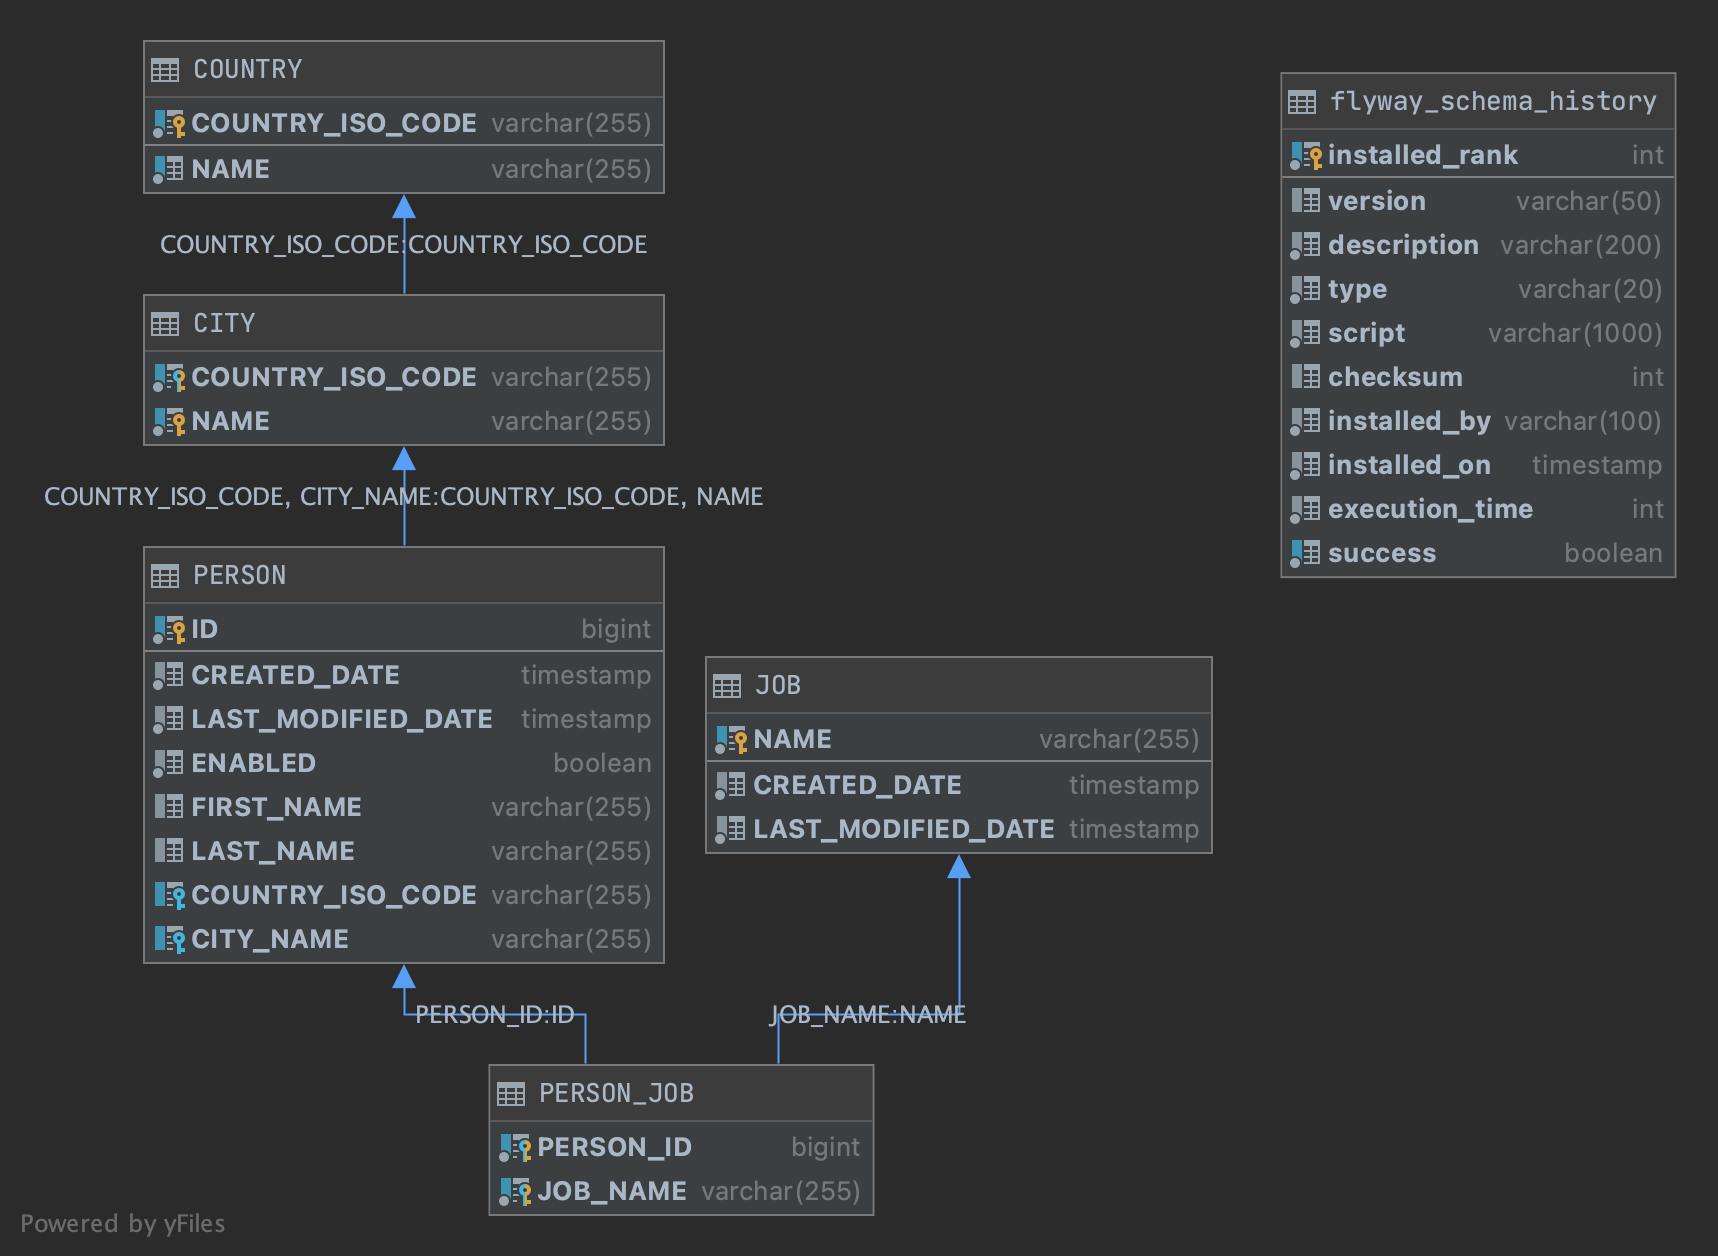 COUNTRY
COUNTRY_ISO_CODE varchar(255)
NAME varchar(255)
COUNTRY_ISO_CODE:COUNTRY_ISO_CODE
CITY
COUNTRY_ISO_CODE varchar(255)
NAME varchar(255)
COUNTRY_ISO_CODE, CITY_NAME:COUNTRY_ISO_CODE, NAME
PERSON
ID bigint
CREATED_DATE timestamp
LAST_MODIFIED_DATE timestamp
ENABLED boolean
FIRST_NAME varchar(255)
LAST_NAME varchar(255)
COUNTRY_ISO_CODE varchar(255)
CITY_NAME varchar(255)
PERSON_ID:ID
JOB
NAME varchar(255)
CREATED_DATE timestamp
LAST_MODIFIED_DATE timestamp
JOB_NAME:NAME
PERSON_JOB
PERSON_ID bigint
JOB_NAME varchar(255)
flyway_schema_history
installed_rank int
version varchar(50)
description varchar(200)
type varchar(20)
script varchar(1000)
checksum int
installed_by varchar(100)
installed_on timestamp
execution_time int
success boolean
Powered by yFiles